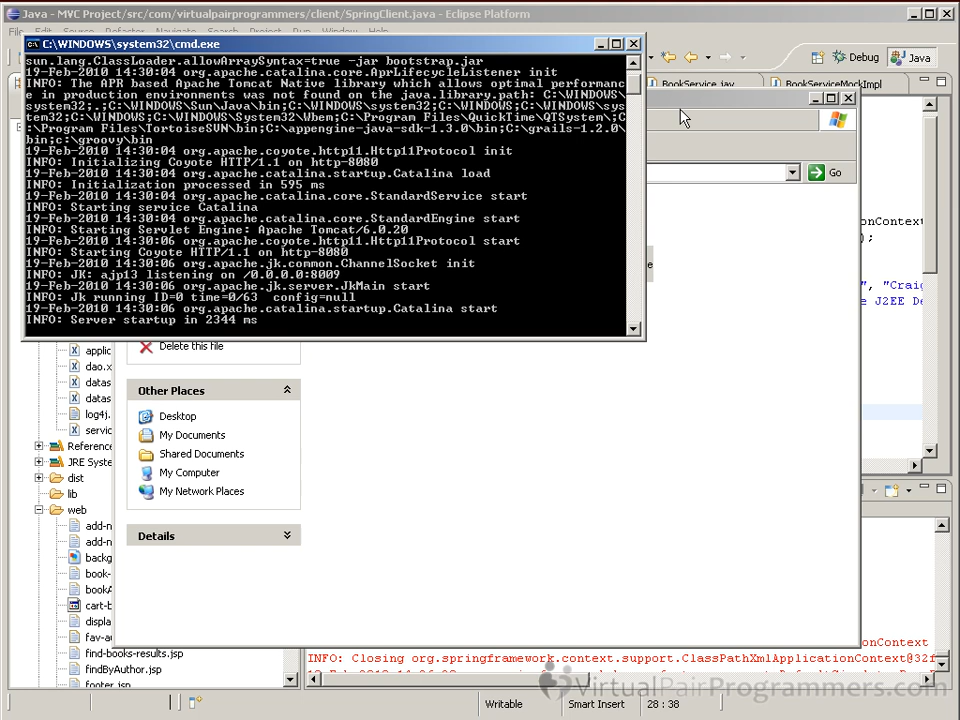 Java - MVC Project/src/com/virtualpairprogrammers/client/SpringClient.java - Eclipse Platform
C:\WINDOWS\system32\cmd.exe
sun.lang.ClassLoader.allowArraySyntax=true -jar bootstrap.jar
19-Feb-2010 14:30:04 org.apache.catalina.core.AprLifecycleListener init
INFO: The APR based Apache Tomcat Native library which allows optimal performanc
e in production environments was not found on the java.library.path: C:\WINDOWS\
system32;.;C:\WINDOWS\Sun\Java\bin;C:\WINDOWS\system32;C:\WINDOWS;C:\WINDOWS\sys
tem32;C:\WINDOWS;C:\WINDOWS\System32\Wbem;C:\Program Files\QuickTime\QTSystem\;C
:\Program Files\TortoiseSVN\bin;C:\appengine-java-sdk-1.3.0\bin;C:\grails-1.2.0\
bin;c:\groovy\bin
19-Feb-2010 14:30:04 org.apache.coyote.http11.Http11Protocol init
INFO: Initializing Coyote HTTP/1.1 on http-8080
19-Feb-2010 14:30:04 org.apache.catalina.startup.Catalina load
INFO: Initialization processed in 595 ms
19-Feb-2010 14:30:04 org.apache.catalina.core.StandardService start
INFO: Starting service Catalina
19-Feb-2010 14:30:04 org.apache.catalina.core.StandardEngine start
INFO: Starting Servlet Engine: Apache Tomcat/6.0.20
19-Feb-2010 14:30:06 org.apache.coyote.http11.Http11Protocol start
INFO: Starting Coyote HTTP/1.1 on http-8080
19-Feb-2010 14:30:06 org.apache.jk.common.ChannelSocket init
INFO: JK: ajp13 listening on /0.0.0.0:8009
19-Feb-2010 14:30:06 org.apache.jk.server.JkMain start
INFO: Jk running ID=0 time=0/63  config=null
19-Feb-2010 14:30:06 org.apache.catalina.startup.Catalina start
INFO: Server startup in 2344 ms
Debug
Java
BookService.java
BookServiceMockImpl
Go
onContext
);
e
", "Craig
e J2EE De
Delete this file
Other Places
Desktop
My Documents
Shared Documents
My Computer
My Network Places
Details
applic
dao.x
datas
datas
log4j.
servic
Reference
JRE Syste
dist
lib
web
add-n
add-n
backg
book-
bookA
cart-b
displa
fav-au
find-books-results.jsp
findByAuthor.jsp
footer.jsp
onContext
INFO: Closing org.springframework.context.support.ClassPathXmlApplicationContext@32f
VirtualPairProgrammers.com
Writable
Smart Insert
28 : 38